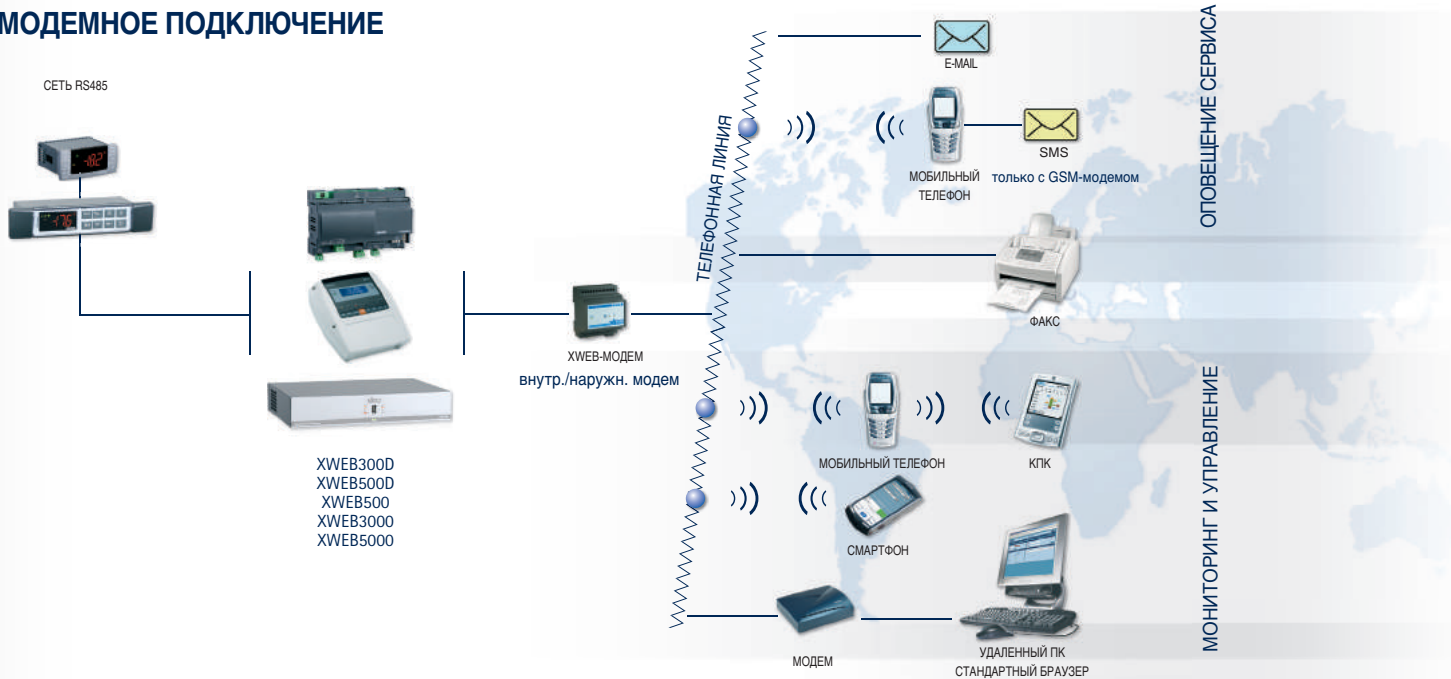 МОДЕМНОЕ ПОДКЛЮЧЕНИЕ
СЕТЬ RS485
XWEB300D
XWEB500D
XWEB500
XWEB3000
XWEB5000
XWEB-МОДЕМ
внутр./наружн. модем
ТЕЛЕФОННАЯ ЛИНИЯ
E-MAIL
МОБИЛЬНЫЙ
ТЕЛЕФОН
SMS
только с GSM-модемом
ФАКС
ОПОВЕЩЕНИЕ СЕРВИСА
МОБИЛЬНЫЙ ТЕЛЕФОН
КПК
СМАРТФОН
МОДЕМ
УДАЛЕННЫЙ ПК
СТАНДАРТНЫЙ БРАУЗЕР
МОНИТОРИНГ И УПРАВЛЕНИЕ